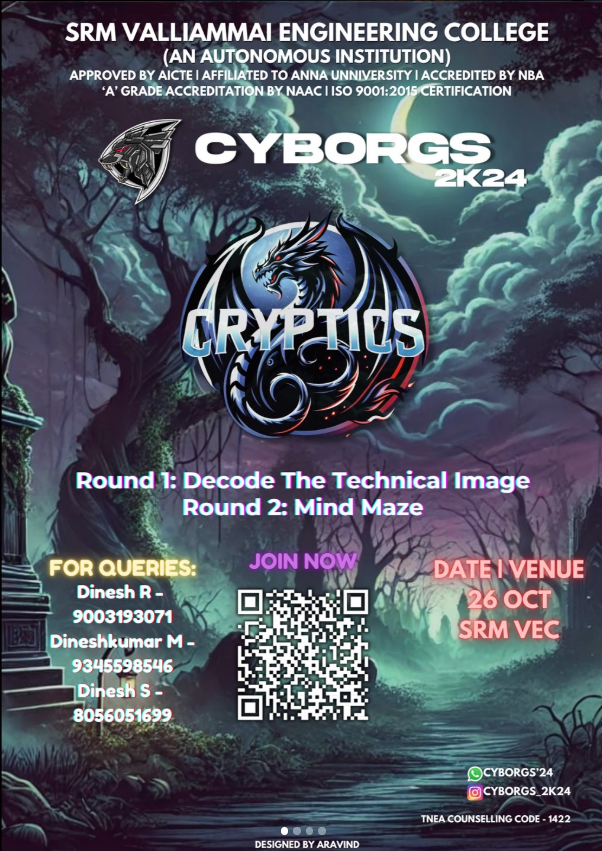 SRM VALLIAMMAI ENGINEERING COLLEGE
(AN AUTONOMOUS INSTITUTION)
APPROVED BY AICTE | AFFILIATED TO ANNA UNNIVERSITY | ACCREDITED BY NBA
‘A’ GRADE ACCREDITATION BY NAAC | ISO 9001:2015 CERTIFICATION
CYBORGS
2K24
CRYPTICS
Round 1: Decode The Technical Image
Round 2: Mind Maze
FOR QUERIES:
Dinesh R -
9003193071
Dineshkumar M -
9345598546
Dinesh S -
8056051699
JOIN NOW
DATE | VENUE
26 OCT
SRM VEC
CYBORGS'24
CYBORGS_2K24
TNEA COUNSELLING CODE - 1422
DESIGNED BY ARAVIND